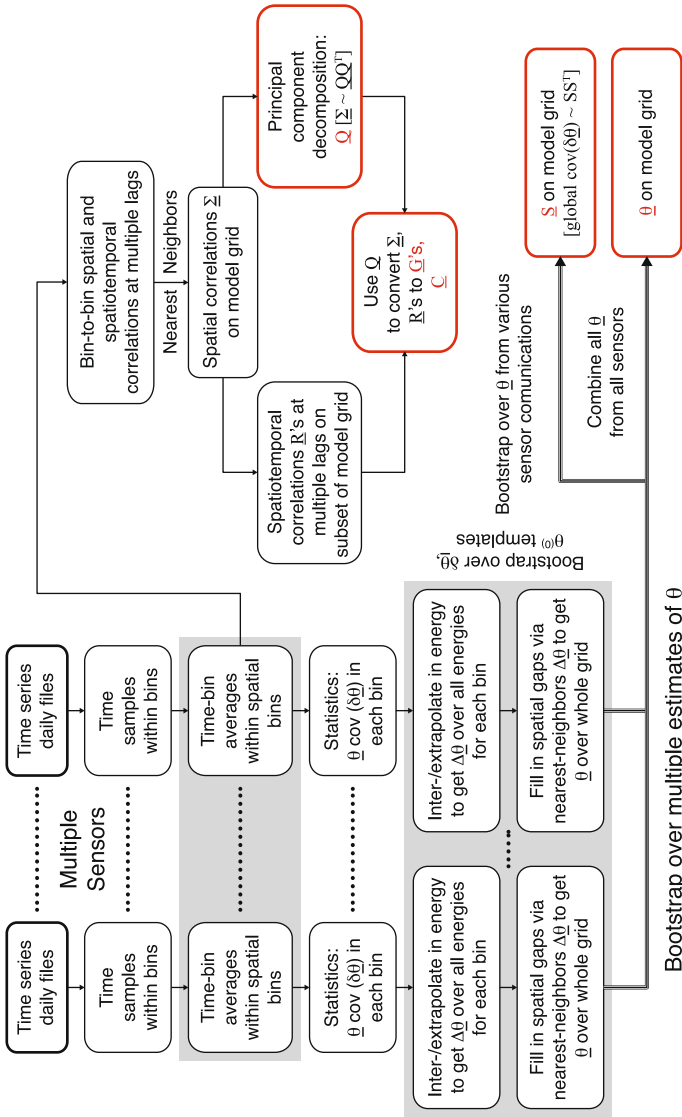 Time series
daily files
Time
samples
within bins
Time-bin
averages
within spatial
bins
Statistics:
θ cov (δθ) in
each bin
Inter-/extrapolate in energy
to get Δθ over all energies
for each bin
Fill in spatial gaps via
nearest-neighbors Δθ to get
θ over whole grid
Multiple
Sensors
Time series
daily files
Time
samples
within bins
Time-bin
averages
within spatial
bins
Statistics:
θ cov (δθ) in
each bin
Inter-/extrapolate in energy
to get Δθ over all energies
for each bin
Fill in spatial gaps via
nearest-neighbors Δθ to get
θ over whole grid
Bootstrap over δθ,
θ⁽⁰⁾ templates
Bootstrap over multiple estimates of θ
Bin-to-bin spatial and
spatiotemporal
correlations at multiple lags
Nearest Neighbors
Spatial correlations Σ
on model grid
Spatiotemporal
correlations R's at
multiple lags on
subset of model grid
Principal
component
decomposition:
Q [Σ ~ QQᵀ]
Use Q
to convert Σ,
R's to G's,
C
Bootstrap over θ from various
sensor comunications
Combine all θ
from all sensors
S on model grid
[global cov(δθ) ~ SSᵀ]
θ on model grid